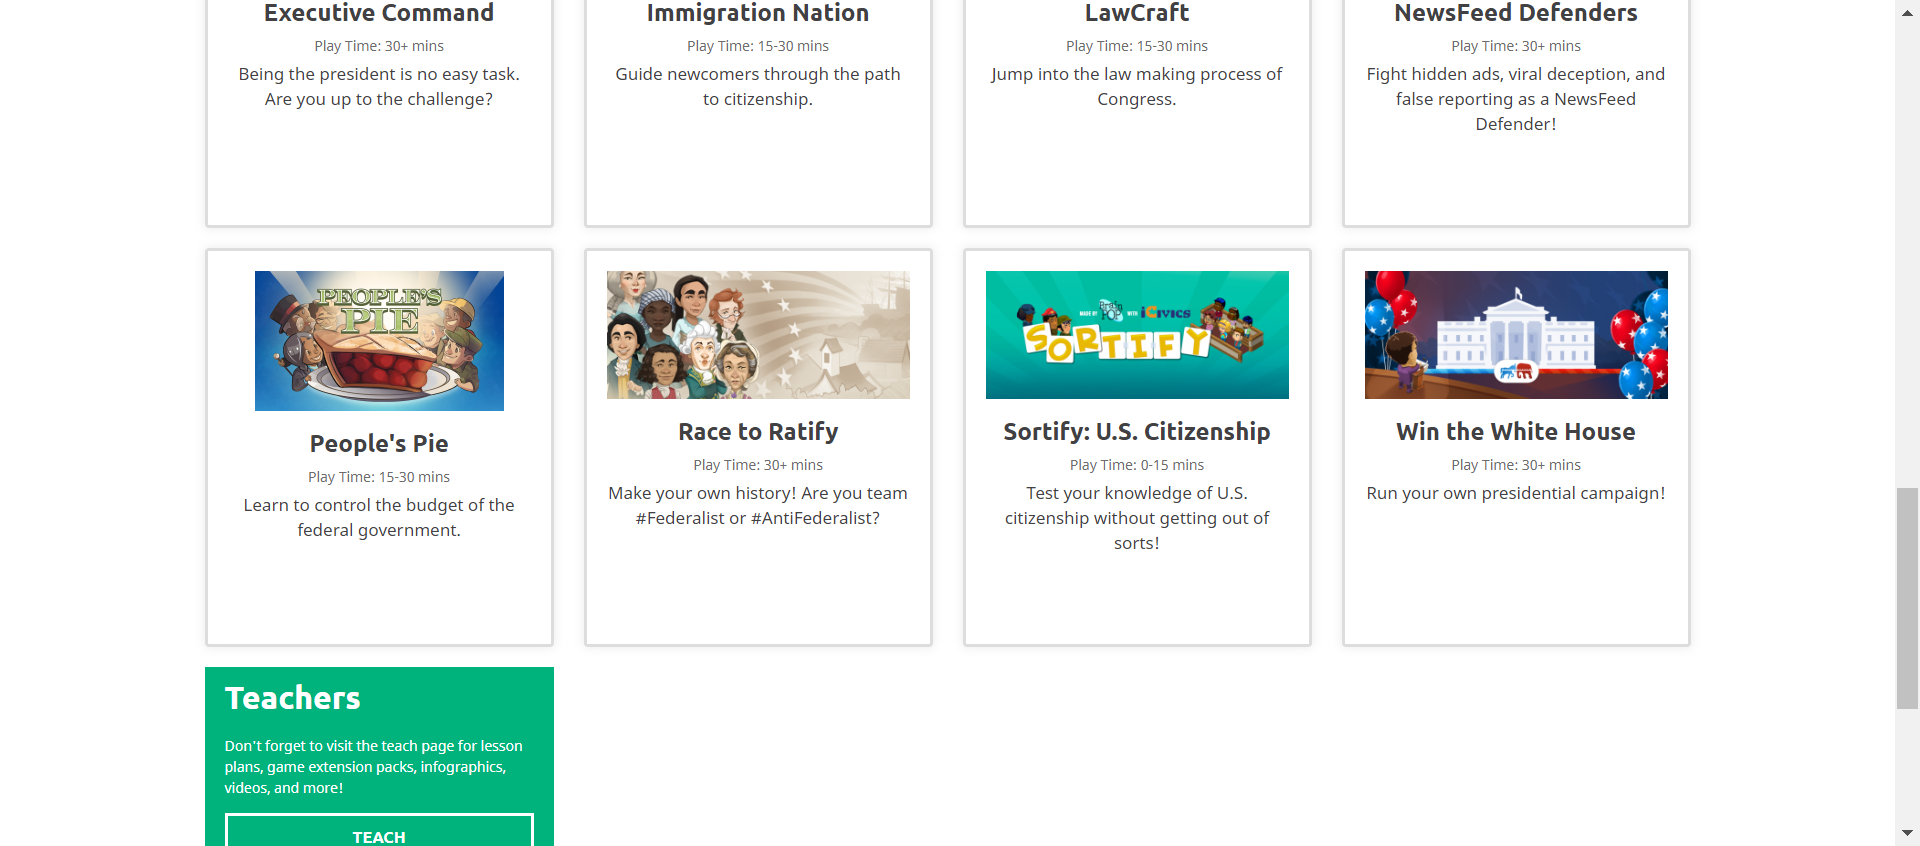 Executive Command
Play Time: 30+ mins
Being the president is no easy task.
Are you up to the challenge?
Immigration Nation
Play Time: 15-30 mins
Guide newcomers through the path
to citizenship.
LawCraft
Play Time: 15-30 mins
Jump into the law making process of
Congress.
NewsFeed Defenders
Play Time: 30+ mins
Fight hidden ads, viral deception, and
false reporting as a NewsFeed
Defender!
PEOPLE'S
PIE
People's Pie
Play Time: 15-30 mins
Learn to control the budget of the
federal government.
Race to Ratify
Play Time: 30+ mins
Make your own history! Are you team
#Federalist or #AntiFederalist?
MADE BY BrainPOP WITH iCIVICS
SORTIFY
Sortify: U.S. Citizenship
Play Time: 0-15 mins
Test your knowledge of U.S.
citizenship without getting out of
sorts!
Win the White House
Play Time: 30+ mins
Run your own presidential campaign!
Teachers
Don't forget to visit the teach page for lesson
plans, game extension packs, infographics,
videos, and more!
TEACH